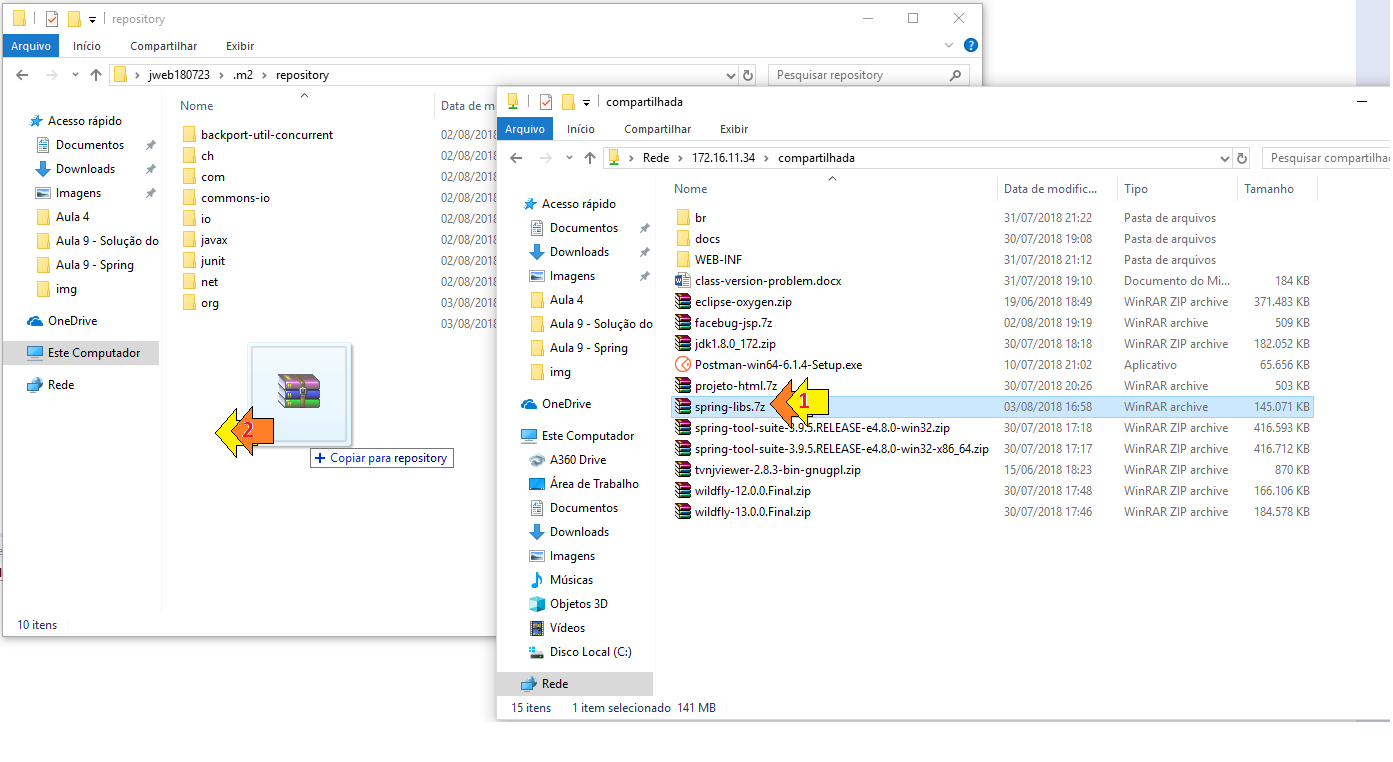 repository
Arquivo Início Compartilhar Exibir
jweb180723 .m2 repository Pesquisar repository
Nome Data de m
Acesso rápido
Documentos
Downloads
Imagens
Aula 4
Aula 9 - Solução do
Aula 9 - Spring
img
OneDrive
Este Computador
Rede
backport-util-concurrent 02/08/2018
ch 02/08/2018
com 02/08/2018
commons-io 02/08/2018
io 02/08/2018
javax 02/08/2018
junit 02/08/2018
net 02/08/2018
org 03/08/2018
03/08/2018
2
+ Copiar para repository
10 itens
compartilhada
Arquivo Início Compartilhar Exibir
Rede 172.16.11.34 compartilhada Pesquisar compartilha
Nome Data de modific... Tipo Tamanho
Acesso rápido
Documentos
Downloads
Imagens
Aula 4
Aula 9 - Solução do
Aula 9 - Spring
img
OneDrive
Este Computador
A360 Drive
Área de Trabalho
Documentos
Downloads
Imagens
Músicas
Objetos 3D
Vídeos
Disco Local (C:)
Rede
br 31/07/2018 21:22 Pasta de arquivos
docs 30/07/2018 19:08 Pasta de arquivos
WEB-INF 31/07/2018 21:12 Pasta de arquivos
class-version-problem.docx 31/07/2018 19:10 Documento do Mi... 184 KB
eclipse-oxygen.zip 19/06/2018 18:49 WinRAR ZIP archive 371.483 KB
facebug-jsp.7z 02/08/2018 19:19 WinRAR archive 509 KB
jdk1.8.0_172.zip 30/07/2018 18:18 WinRAR ZIP archive 182.052 KB
Postman-win64-6.1.4-Setup.exe 10/07/2018 21:02 Aplicativo 65.656 KB
projeto-html.7z 30/07/2018 20:26 WinRAR archive 503 KB
spring-libs.7z 1 03/08/2018 16:58 WinRAR archive 145.071 KB
spring-tool-suite-3.9.5.RELEASE-e4.8.0-win32.zip 30/07/2018 17:18 WinRAR ZIP archive 416.593 KB
spring-tool-suite-3.9.5.RELEASE-e4.8.0-win32-x86_64.zip 30/07/2018 17:17 WinRAR ZIP archive 416.712 KB
tvnjviewer-2.8.3-bin-gnugpl.zip 15/06/2018 18:23 WinRAR ZIP archive 870 KB
wildfly-12.0.0.Final.zip 30/07/2018 17:48 WinRAR ZIP archive 166.106 KB
wildfly-13.0.0.Final.zip 30/07/2018 17:46 WinRAR ZIP archive 184.578 KB
15 itens 1 item selecionado 141 MB